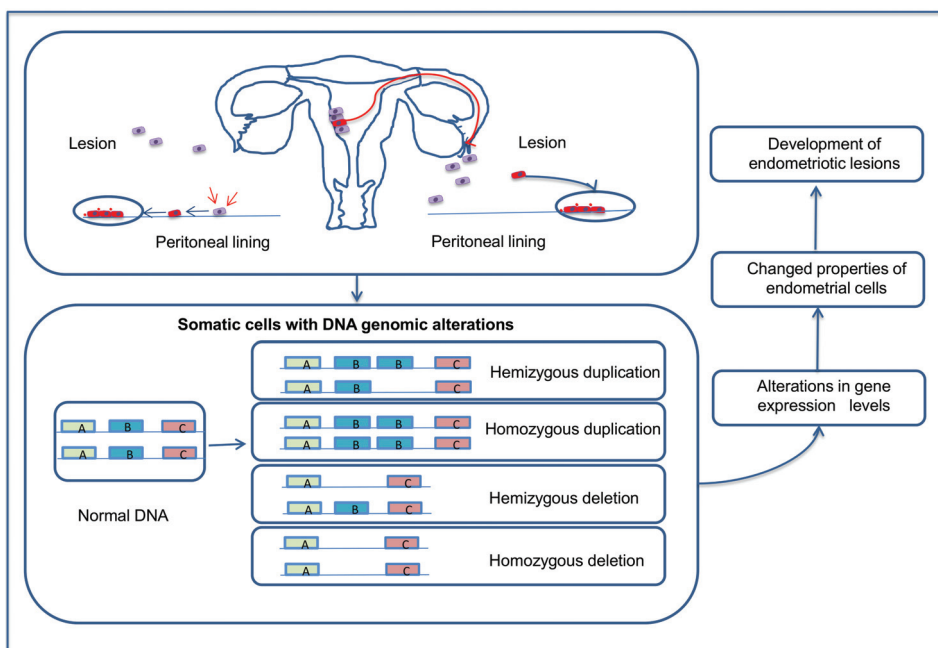 Lesion
Lesion
Peritoneal lining
Peritoneal lining
Somatic cells with DNA genomic alterations
A B C
A B C
Normal DNA
A B B C
A B C
Hemizygous duplication
A B B C
A B B C
Homozygous duplication
A C
A B C
Hemizygous deletion
A C
A C
Homozygous deletion
Development of
endometriotic lesions
Changed properties of
endometrial cells
Alterations in gene
expression levels